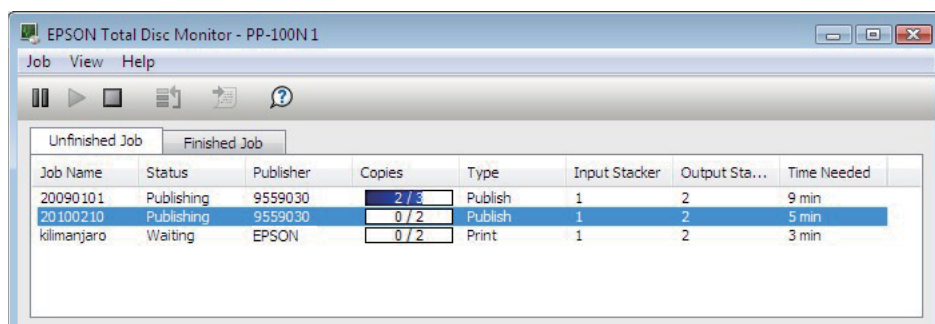 EPSON Total Disc Monitor - PP-100N 1
Job View Help
Unfinished Job Finished Job
Job Name Status Publisher Copies Type Input Stacker Output Sta... Time Needed
20090101 Publishing 9559030 2 / 3 Publish 1 2 9 min
20100210 Publishing 9559030 0 / 2 Publish 1 2 5 min
kilimanjaro Waiting EPSON 0 / 2 Print 1 2 3 min